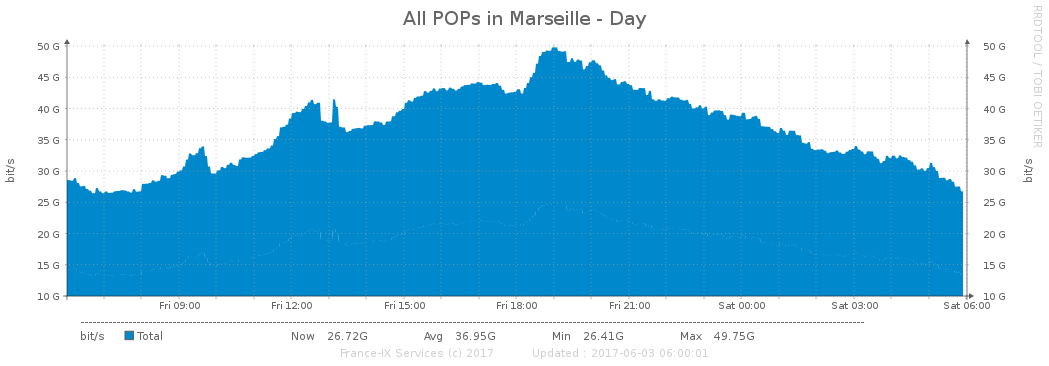 All POPs in Marseille - Day
RRDTOOL / TOBI OETIKER
bit/s
50 G 50 G
45 G 45 G
40 G 40 G
35 G 35 G
30 G 30 G
25 G 25 G
20 G 20 G
15 G 15 G
10 G 10 G
bit/s
Fri 09:00 Fri 12:00 Fri 15:00 Fri 18:00 Fri 21:00 Sat 00:00 Sat 03:00 Sat 06:00
bit/s Total Now 26.72G Avg 36.95G Min 26.41G Max 49.75G
France-IX Services (c) 2017 Updated : 2017-06-03 06:00:01